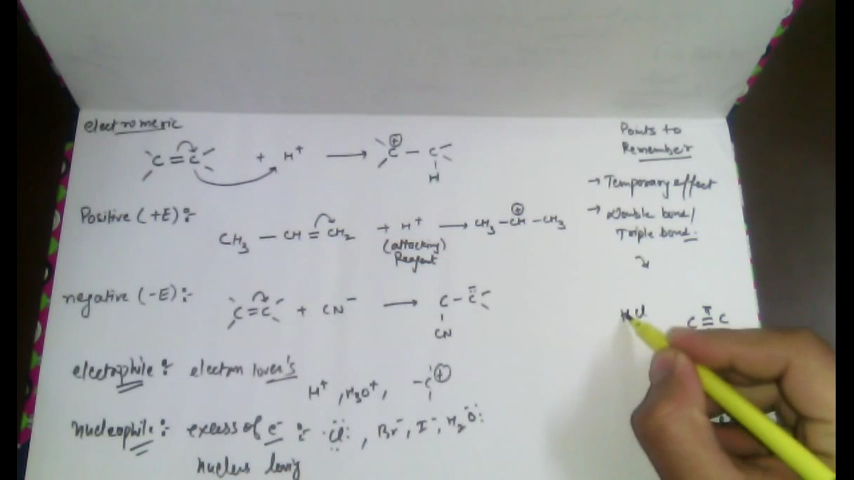 electromeric
C = C + H⁺ → C⊕ – C
H
Positive (+E):-
CH₃ – CH = CH₂ + H⁺ → CH₃ – CH⊕ – CH₃
(attacking)
Reagent
negative (-E):-
C = C + CN⁻ → C – C̈
CN
electrophile : electron lover's
H⁺, H₃O⁺, – C⊕
nucleophile :- excess of e⁻ : Cl:, Br⁻, I⁻, H₂O:
nucleus loving
Points to
Remember
→ Temporary effect
→ Double bond/
Triple bond:
HCl
C ≡ C
π